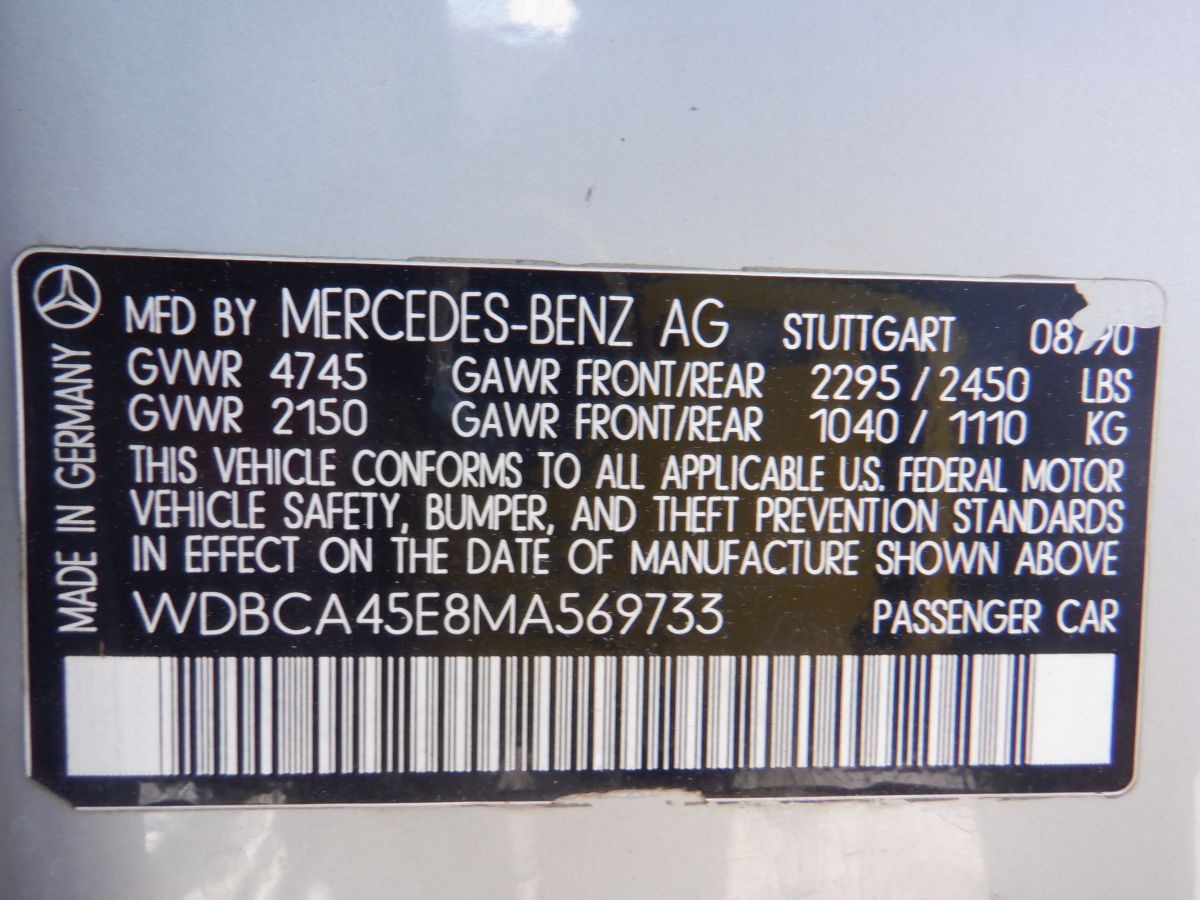 MFD BY MERCEDES-BENZ AG STUTTGART 08/90
GVWR 4745 GAWR FRONT/REAR 2295 / 2450 LBS
GVWR 2150 GAWR FRONT/REAR 1040 / 1110 KG
THIS VEHICLE CONFORMS TO ALL APPLICABLE U.S. FEDERAL MOTOR
VEHICLE SAFETY, BUMPER, AND THEFT PREVENTION STANDARDS
IN EFFECT ON THE DATE OF MANUFACTURE SHOWN ABOVE
WDBCA45E8MA569733 PASSENGER CAR
MADE IN GERMANY